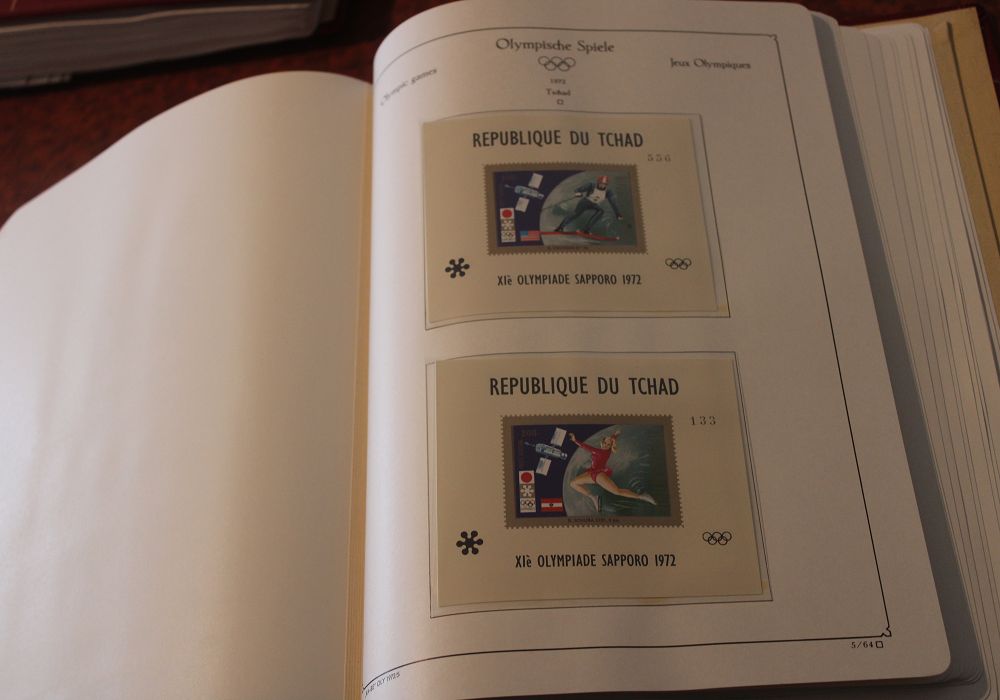 Olympische Spiele
Olympic games
Jeux Olympiques
1972
Tschad
REPUBLIQUE DU TCHAD
556
XIè OLYMPIADE SAPPORO 1972
REPUBLIQUE DU TCHAD
133
XIè OLYMPIADE SAPPORO 1972
5/64